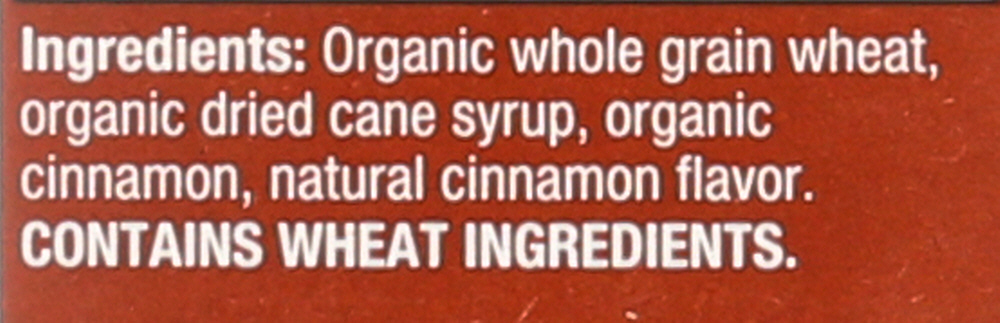 Ingredients: Organic whole grain wheat,
organic dried cane syrup, organic
cinnamon, natural cinnamon flavor.
CONTAINS WHEAT INGREDIENTS.